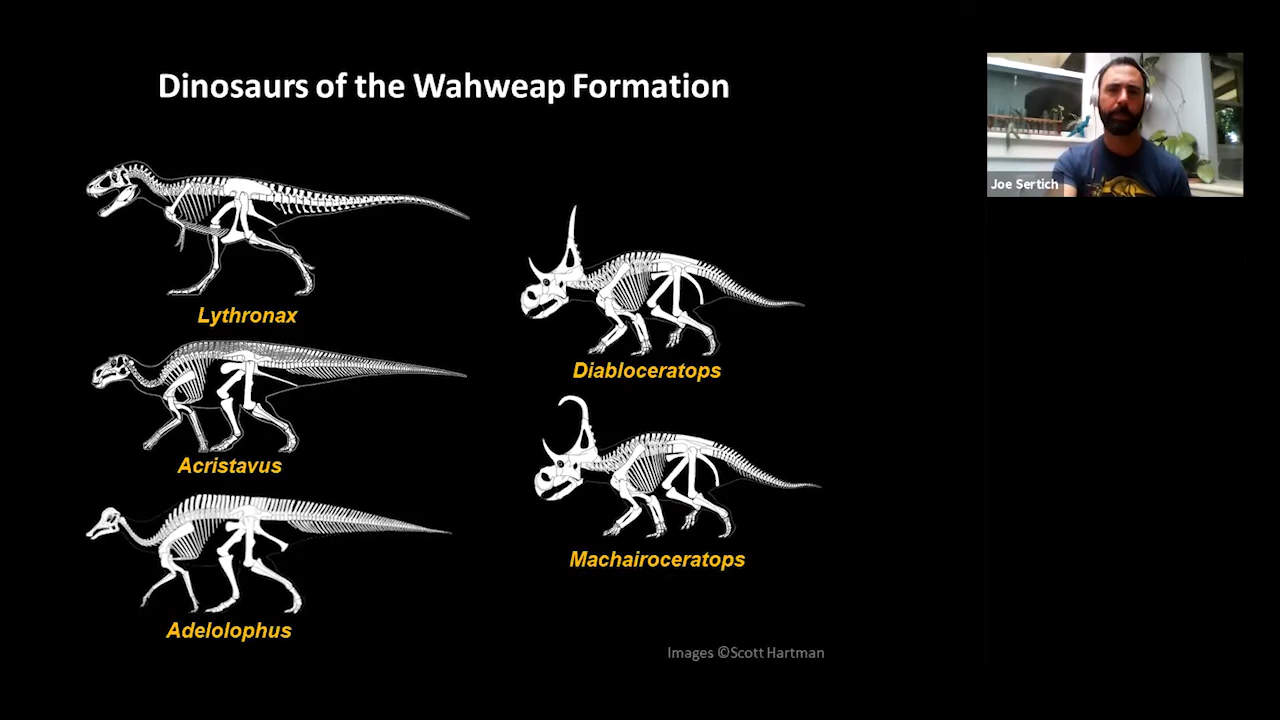 Dinosaurs of the Wahweap Formation
Joe Sertich
Lythronax
Diabloceratops
Acristavus
Machairoceratops
Adelolophus
Images ©Scott Hartman